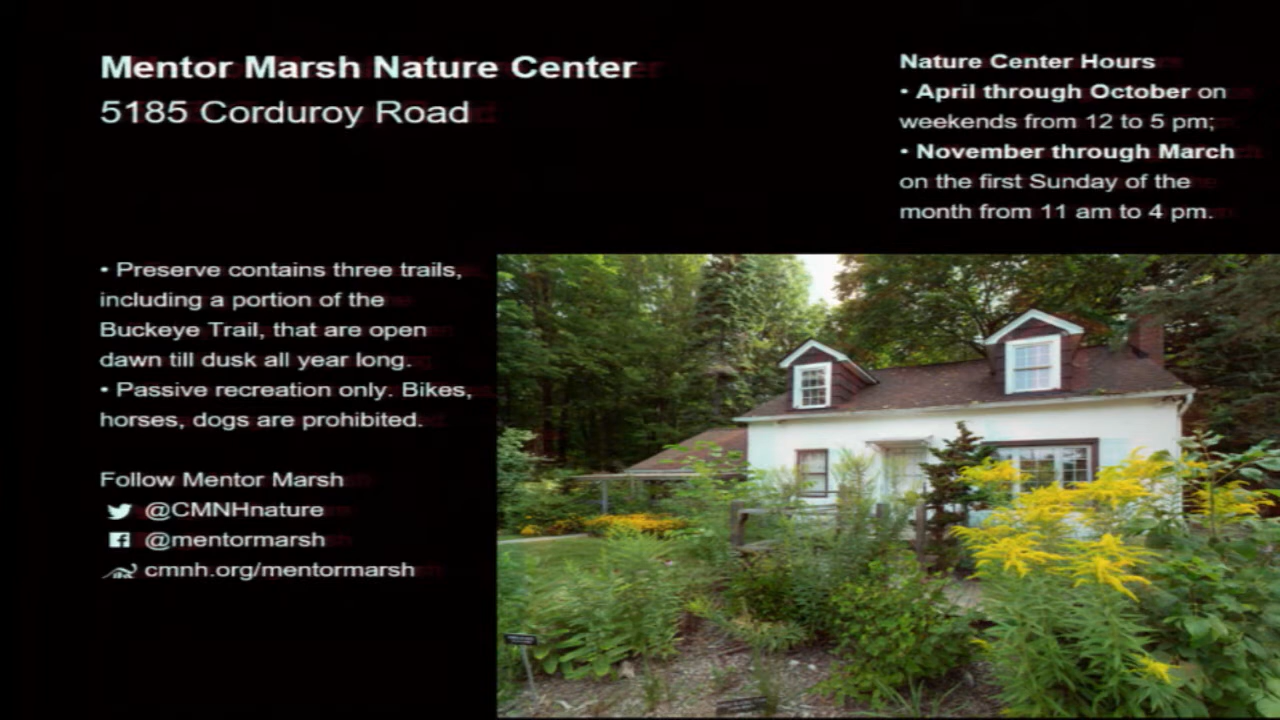 Mentor Marsh Nature Center
5185 Corduroy Road
Nature Center Hours
• April through October on
weekends from 12 to 5 pm;
• November through March
on the first Sunday of the
month from 11 am to 4 pm.
• Preserve contains three trails,
including a portion of the
Buckeye Trail, that are open
dawn till dusk all year long.
• Passive recreation only. Bikes,
horses, dogs are prohibited.
Follow Mentor Marsh
@CMNHnature
@mentormarsh
cmnh.org/mentormarsh